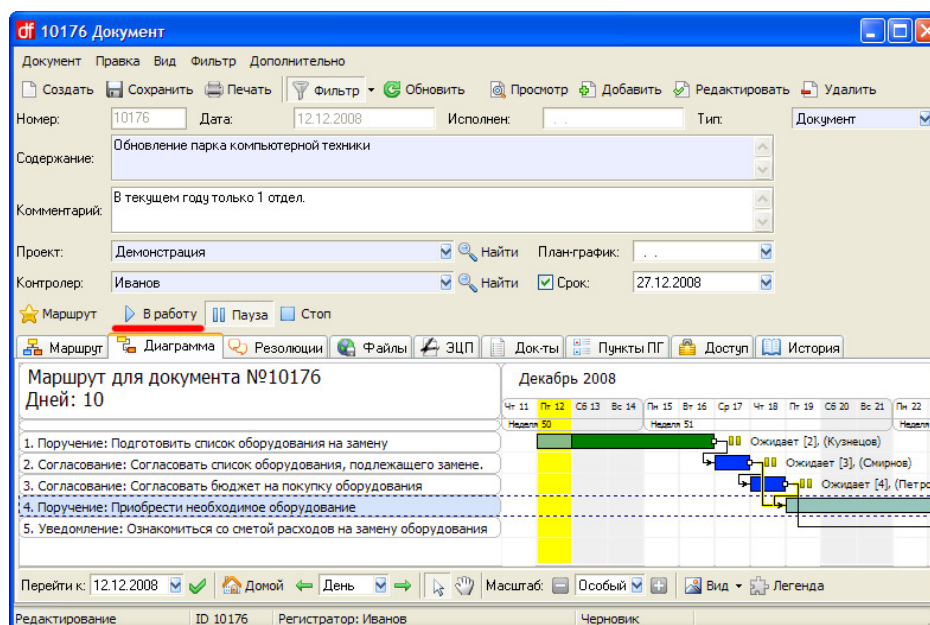 df 10176 Документ
Документ Правка Вид Фильтр Дополнительно
Создать Сохранить Печать Фильтр Обновить Просмотр Добавить Редактировать Удалить
Номер: 10176 Дата: 12.12.2008 Исполнен: . . Тип: Документ
Содержание: Обновление парка компьютерной техники
Комментарий: В текущем году только 1 отдел.
Проект: Демонстрация Найти План-график: . .
Контролер: Иванов Найти Срок: 27.12.2008
Маршрут В работу Пауза Стоп
Маршрут Диаграмма Резолюции Файлы ЭЦП Док-ты Пункты ПГ Доступ История
Маршрут для документа №10176
Дней: 10
Декабрь 2008
Чт 11 Пт 12 Сб 13 Вс 14 Пн 15 Вт 16 Ср 17 Чт 18 Пт 19 Сб 20 Вс 21 Пн 22
Неделя 50 Неделя 51 Неделя
1. Поручение: Подготовить список оборудования на замену Ожидает [2], (Кузнецов)
2. Согласование: Согласовать список оборудования, подлежащего замене. Ожидает [3], (Смирнов)
3. Согласование: Согласовать бюджет на покупку оборудования Ожидает [4], (Петро
4. Поручение: Приобрести необходимое оборудование
5. Уведомление: Ознакомиться со сметой расходов на замену оборудования
Перейти к: 12.12.2008 Домой День Масштаб: Особый Вид Легенда
Редактирование ID 10176 Регистратор: Иванов Черновик